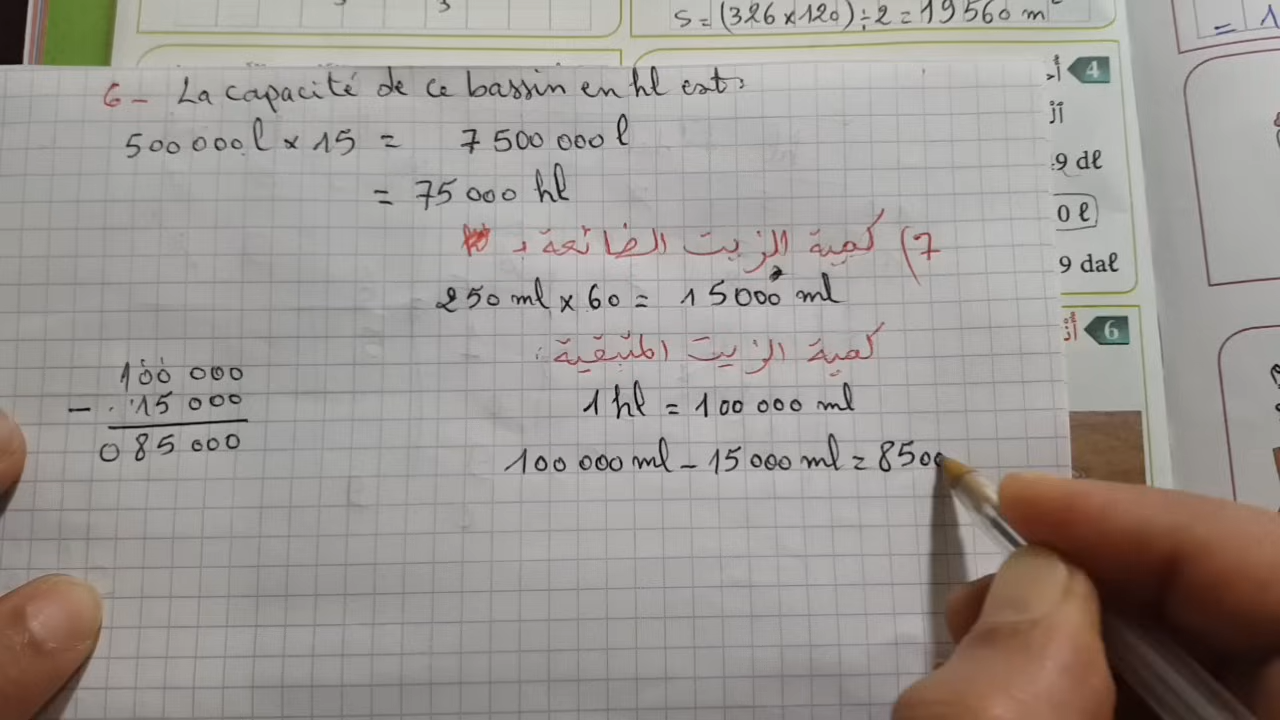 S = (326 × 120) ÷ 2 = 19560 m
= 1
6 - La capacité de ce bassin en hl est:
500 000 l × 15 = 7 500 000 l
= 75 000 hl
7) كمية الزيت الضائعة :
250 ml × 60 = 15 000 ml
كمية الزيت المتبقية :
1 hl = 100 000 ml
100 000 ml - 15 000 ml = 8500
100 000
- 15 000
085 000
4
9 dl
0 l
9 dal
6